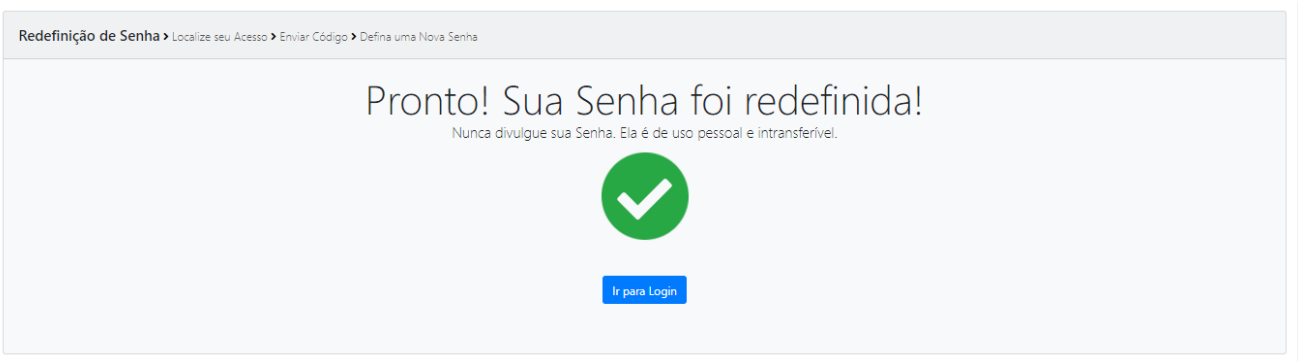 Redefinição de Senha > Localize seu Acesso > Enviar Código > Defina uma Nova Senha
Pronto! Sua Senha foi redefinida!
Nunca divulgue sua Senha. Ela é de uso pessoal e intransferível.
Ir para Login